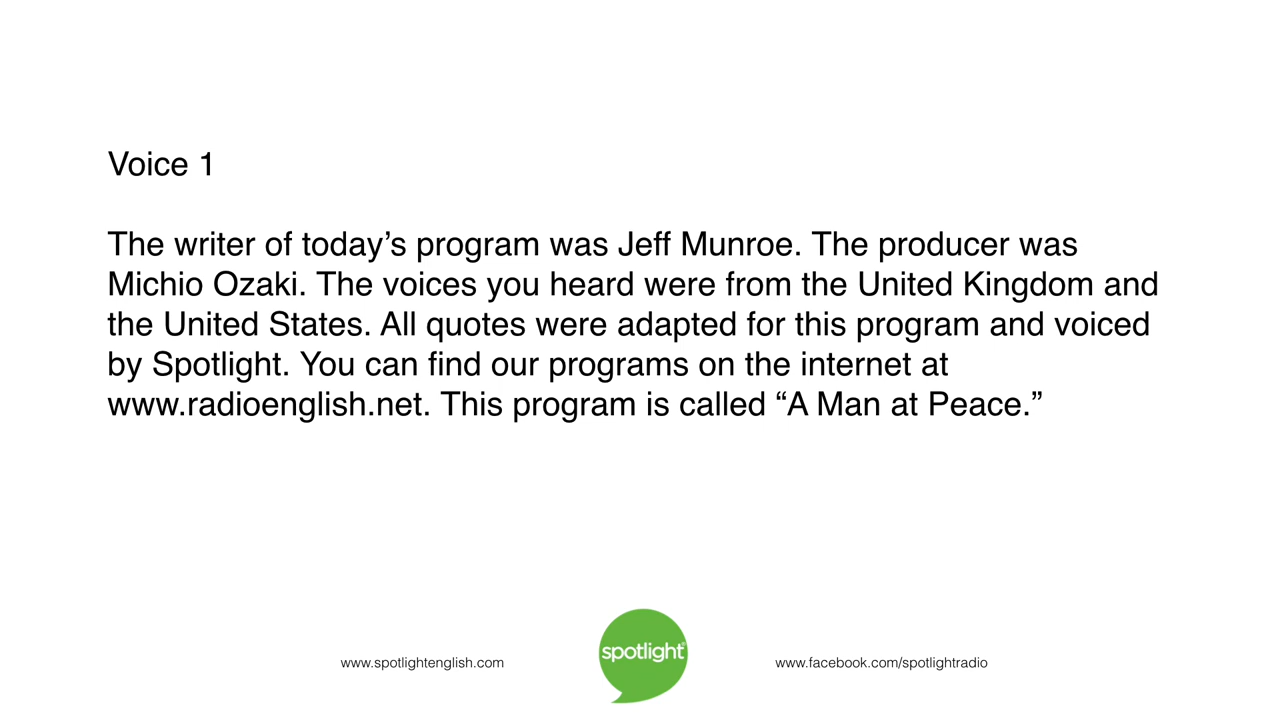 Voice 1
The writer of today’s program was Jeff Munroe. The producer was
Michio Ozaki. The voices you heard were from the United Kingdom and
the United States. All quotes were adapted for this program and voiced
by Spotlight. You can find our programs on the internet at
www.radioenglish.net. This program is called “A Man at Peace.”
www.spotlightenglish.com
spotlight
www.facebook.com/spotlightradio